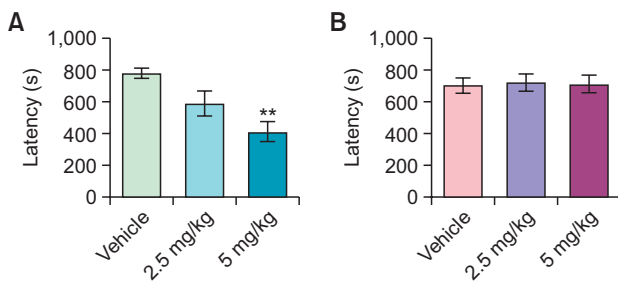 A
Latency (s)
1,000
800
600
400
200
0
**
Vehicle
2.5 mg/kg
5 mg/kg
B
Latency (s)
1,000
800
600
400
200
0
Vehicle
2.5 mg/kg
5 mg/kg